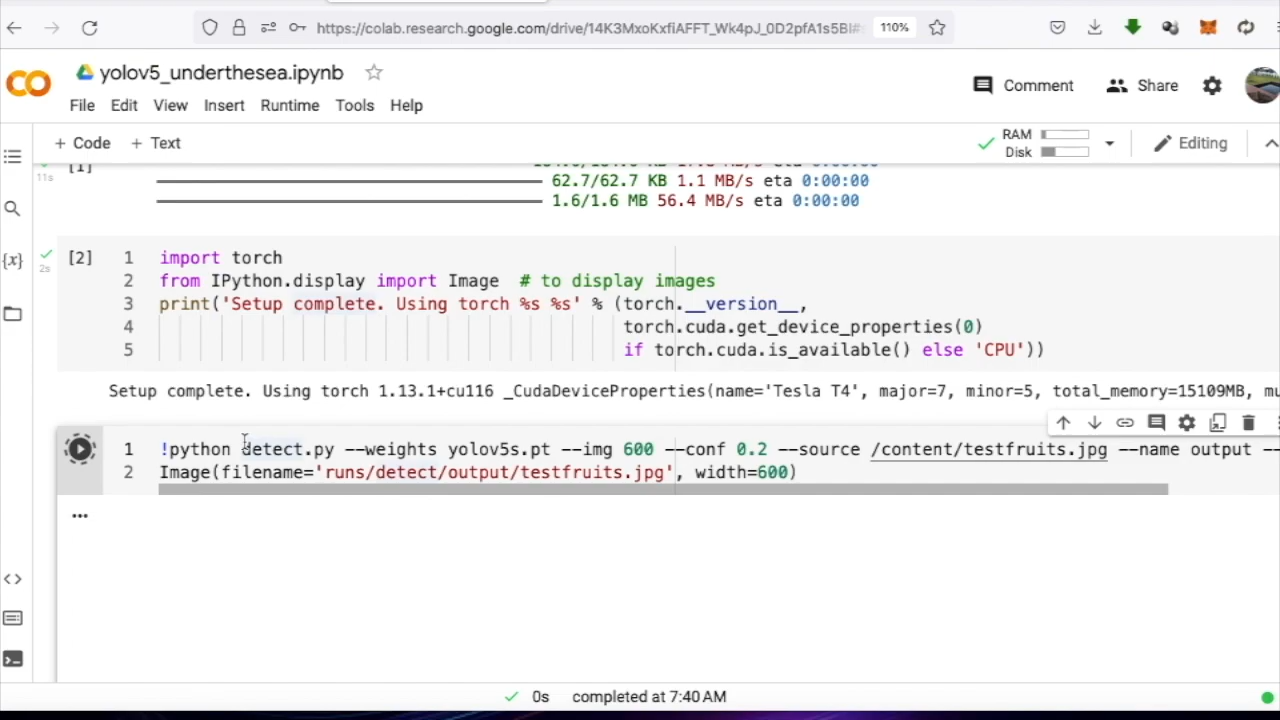 https://colab.research.google.com/drive/14K3MxoKxfiAFFT_Wk4pJ_0D2pfA1s5BI#s
110%
yolov5_underthesea.ipynb
Comment
Share
File Edit View Insert Runtime Tools Help
+ Code + Text
RAM
Disk
Editing
[1]
11s
62.7/62.7 KB 1.1 MB/s eta 0:00:00
1.6/1.6 MB 56.4 MB/s eta 0:00:00
[2]
2s
1 import torch
2 from IPython.display import Image # to display images
3 print('Setup complete. Using torch %s %s' % (torch.__version__,
4 torch.cuda.get_device_properties(0)
5 if torch.cuda.is_available() else 'CPU'))
Setup complete. Using torch 1.13.1+cu116 _CudaDeviceProperties(name='Tesla T4', major=7, minor=5, total_memory=15109MB, mu
1 !python detect.py --weights yolov5s.pt --img 600 --conf 0.2 --source /content/testfruits.jpg --name output --
2 Image(filename='runs/detect/output/testfruits.jpg', width=600)
...
{x}
<>
0s completed at 7:40 AM